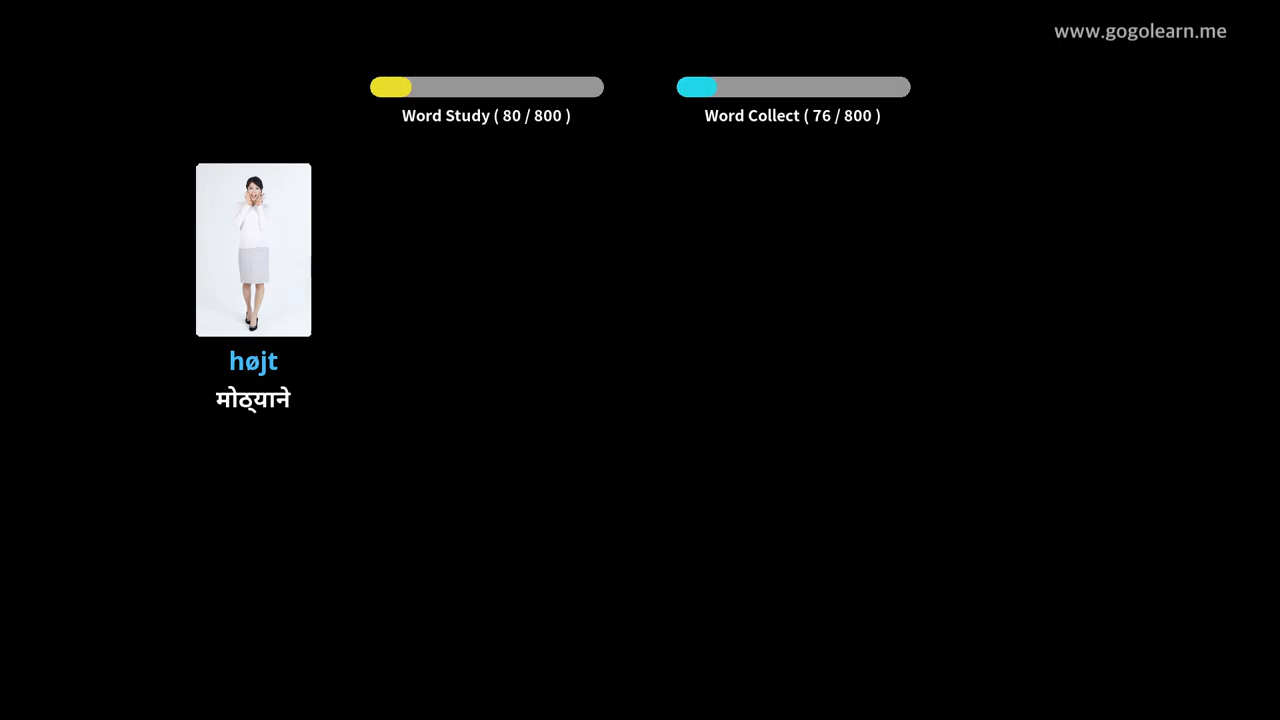 www.gogolearn.me
Word Study ( 80 / 800 )
Word Collect ( 76 / 800 )
højt
मोठ्याने